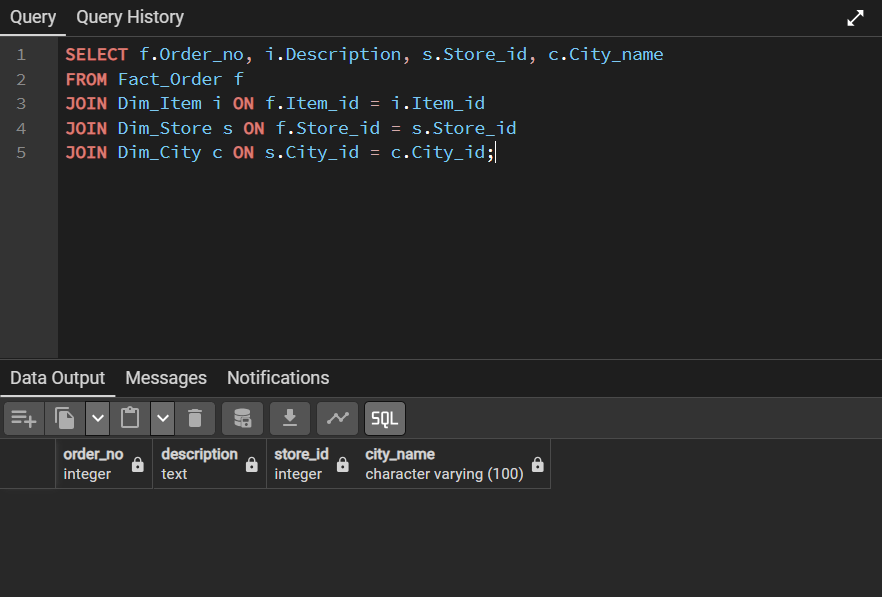 Query Query History
1 SELECT f.Order_no, i.Description, s.Store_id, c.City_name
2 FROM Fact_Order f
3 JOIN Dim_Item i ON f.Item_id = i.Item_id
4 JOIN Dim_Store s ON f.Store_id = s.Store_id
5 JOIN Dim_City c ON s.City_id = c.City_id;
Data Output Messages Notifications
SQL
order_no description store_id city_name
integer text integer character varying (100)